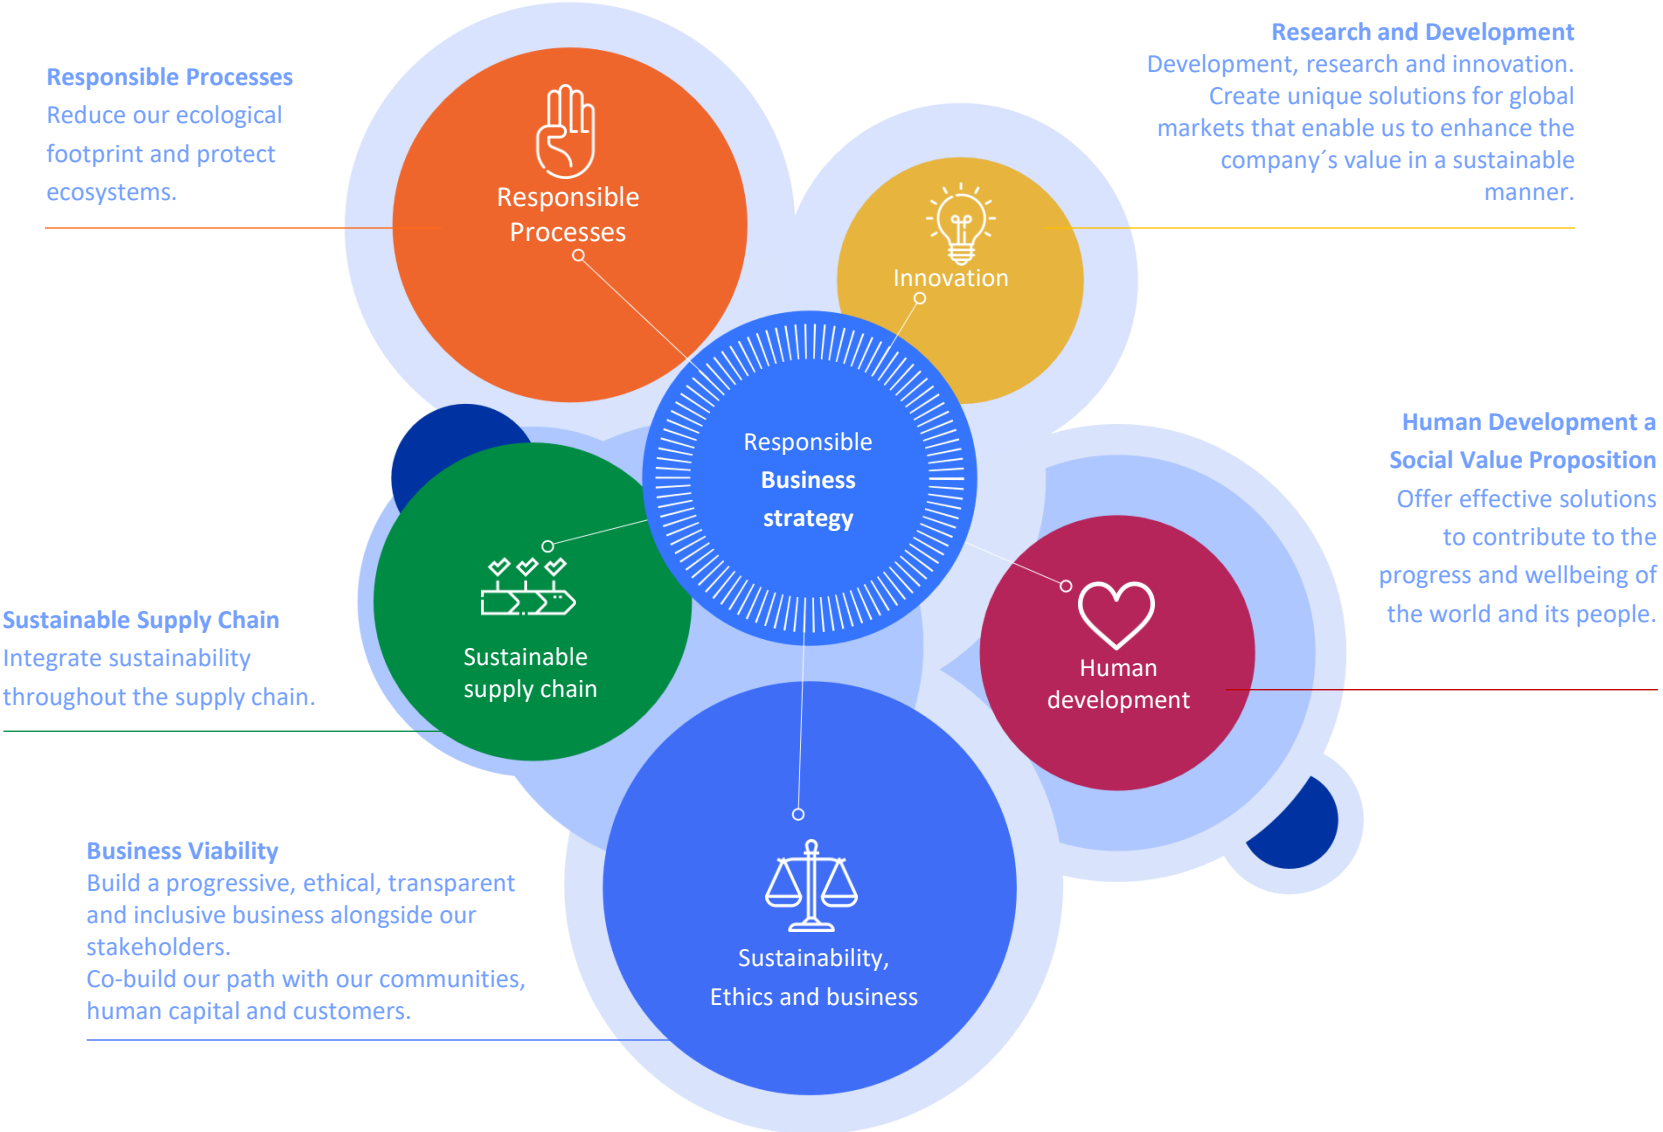 Research and Development
Development, research and innovation.
Create unique solutions for global
markets that enable us to enhance the
company´s value in a sustainable
manner.
Responsible Processes
Reduce our ecological
footprint and protect
ecosystems.
Responsible
Processes
Innovation
Responsible
Business
strategy
Human Development a
Social Value Proposition
Offer effective solutions
to contribute to the
progress and wellbeing of
the world and its people.
Sustainable Supply Chain
Integrate sustainability
throughout the supply chain.
Sustainable
supply chain
Human
development
Business Viability
Build a progressive, ethical, transparent
and inclusive business alongside our
stakeholders.
Co-build our path with our communities,
human capital and customers.
Sustainability,
Ethics and business